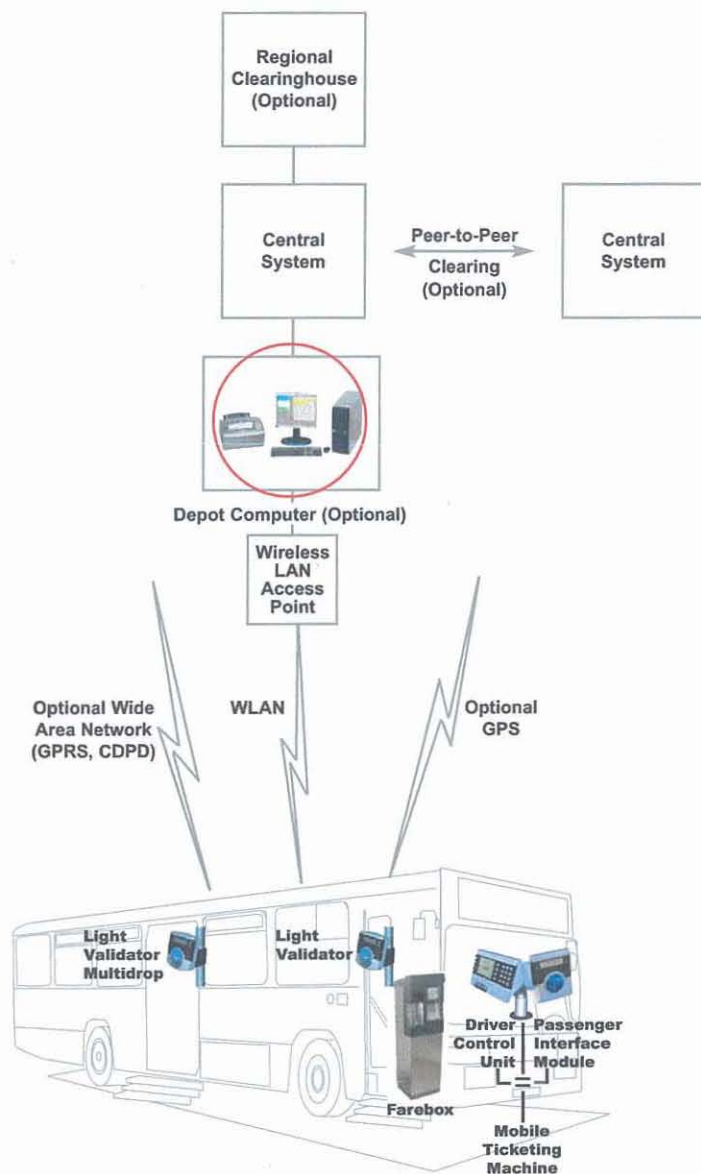 Regional
Clearinghouse
(Optional)
Central
System
Peer-to-Peer
Clearing
(Optional)
Central
System
Depot Computer (Optional)
Wireless
LAN
Access
Point
Optional Wide
Area Network
(GPRS, CDPD)
WLAN
Optional
GPS
Light
Validator
Multidrop
Light
Validator
Driver
Control
Unit
Passenger
Interface
Module
Farebox
Mobile
Ticketing
Machine